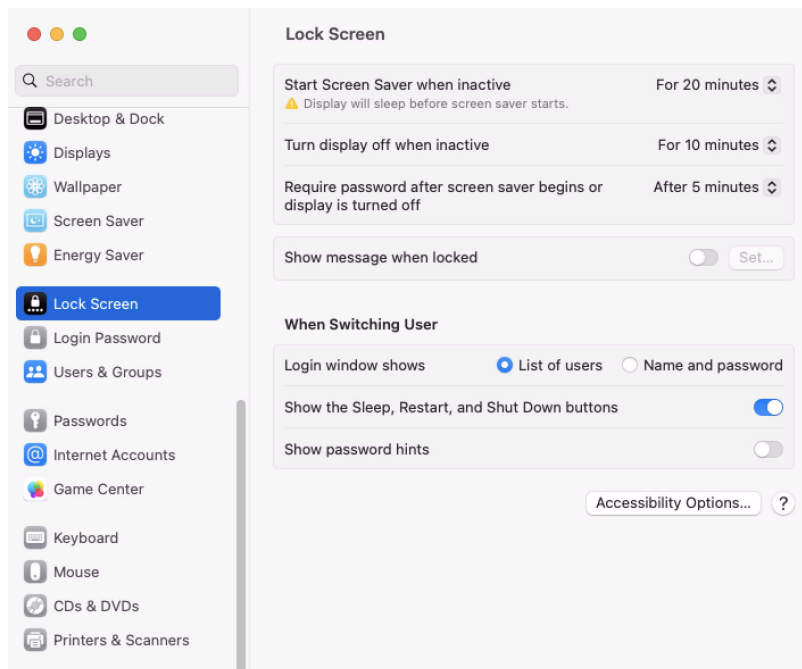 Search
Desktop & Dock
Displays
Wallpaper
Screen Saver
Energy Saver
Lock Screen
Login Password
Users & Groups
Passwords
Internet Accounts
Game Center
Keyboard
Mouse
CDs & DVDs
Printers & Scanners
Lock Screen
Start Screen Saver when inactive For 20 minutes
Display will sleep before screen saver starts.
Turn display off when inactive For 10 minutes
Require password after screen saver begins or After 5 minutes
display is turned off
Show message when locked Set...
When Switching User
Login window shows List of users Name and password
Show the Sleep, Restart, and Shut Down buttons
Show password hints
Accessibility Options... ?